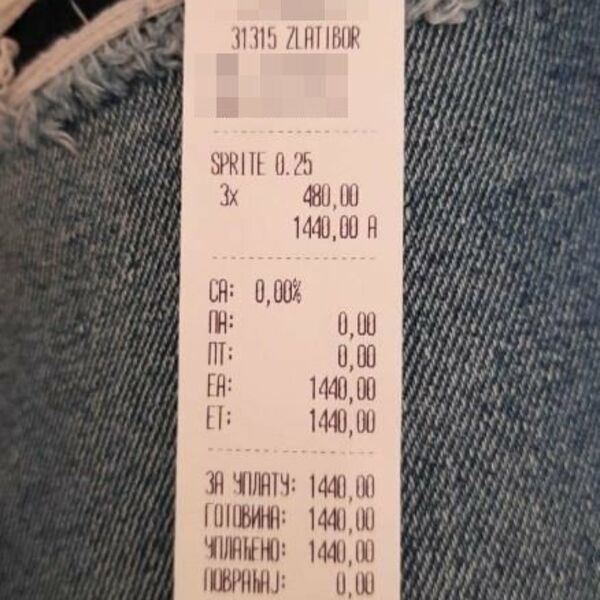 31315 ZLATIBOR
SPRITE 0.25
3x 480,00
1440,00 A
СА: 0,00%
ПА: 0,00
ПТ: 0,00
ЕА: 1440,00
ЕТ: 1440,00
ЗА УПЛАТУ: 1440,00
ГОТОВИНА: 1440,00
УПЛАЋЕНО: 1440,00
ПОВРАЋАЈ: 0,00